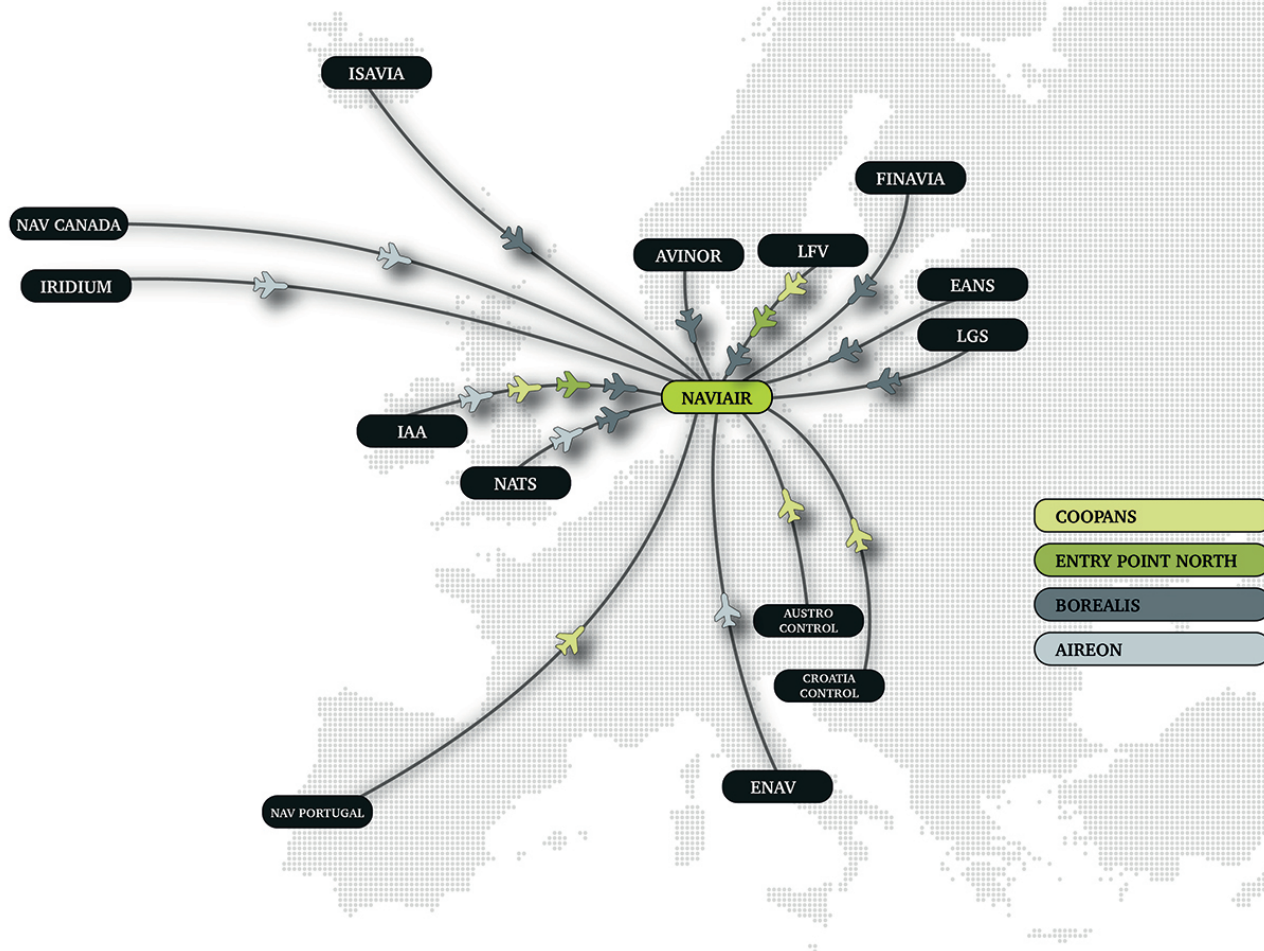 ISAVIA
FINAVIA
NAV CANADA
AVINOR
LFV
IRIDIUM
EANS
LGS
NAVIAIR
IAA
NATS
COOPANS
ENTRY POINT NORTH
BOREALIS
AIREON
AUSTRO
CONTROL
CROATIA
CONTROL
ENAV
NAV PORTUGAL